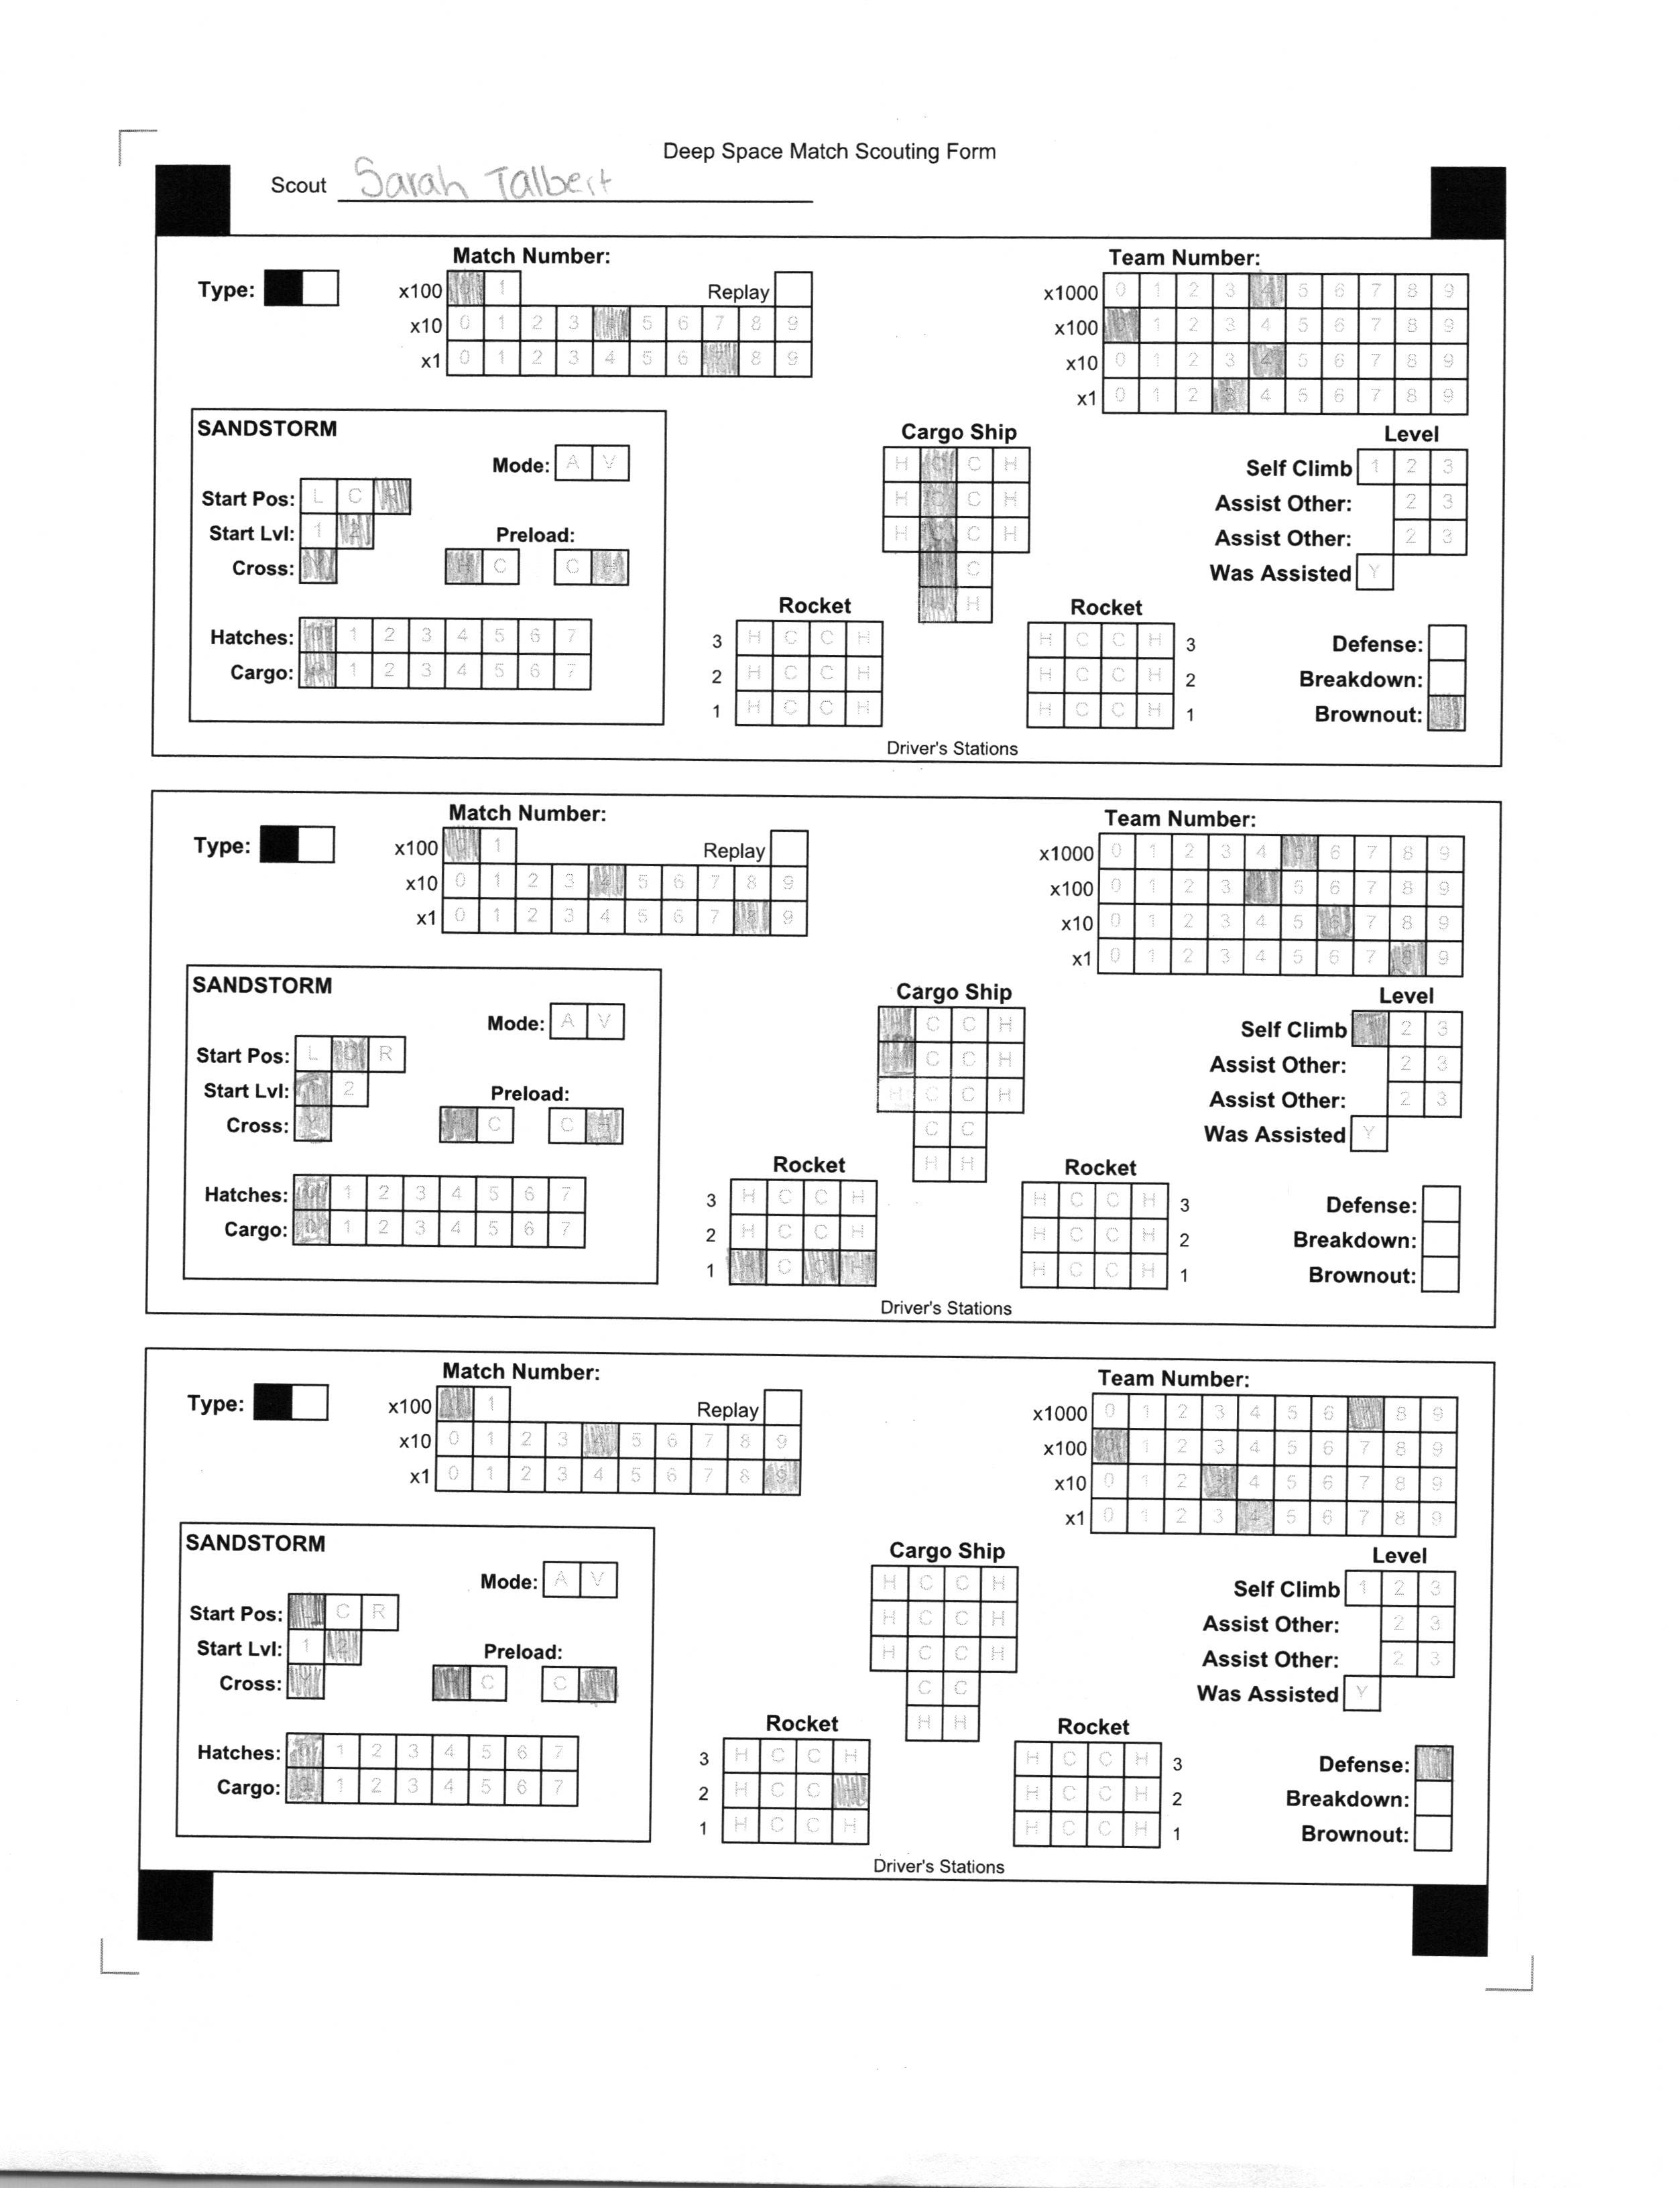 Deep Space Match Scouting Form
Scout Sarah Talbert
Match Number:
Team Number:
Type:
x100 1 Replay
x10 0 1 2 3 5 6 7 8 9
x1 0 1 2 3 4 5 6 8 9
x1000 0 1 2 3 4 5 6 7 8 9
x100 1 2 3 4 5 6 7 8 9
x10 0 1 2 3 4 5 6 7 8 9
x1 0 1 2 3 4 5 6 7 8 9
SANDSTORM
Mode: A V
Start Pos: L C R
Start Lvl: 1 2
Cross: Y
Preload:
H C C H
Hatches: 1 2 3 4 5 6 7
Cargo: 0 1 2 3 4 5 6 7
Cargo Ship
H C C H
H C C H
H C C H
C
H
Rocket
3 H C C H
2 H C C H
1 H C C H
Rocket
H C C H 3
H C C H 2
H C C H 1
Driver's Stations
Level
Self Climb 1 2 3
Assist Other: 2 3
Assist Other: 2 3
Was Assisted Y
Defense:
Breakdown:
Brownout:
Match Number:
Team Number:
Type:
x100 1 Replay
x10 0 1 2 3 4 5 6 7 8 9
x1 0 1 2 3 4 5 6 7 8 9
x1000 0 1 2 3 4 5 6 7 8 9
x100 0 1 2 3 4 5 6 7 8 9
x10 0 1 2 3 4 5 6 7 8 9
x1 0 1 2 3 4 5 6 7 8 9
SANDSTORM
Mode: A V
Start Pos: L C R
Start Lvl: 2
Cross: Y
Preload:
H C C H
Hatches: 1 2 3 4 5 6 7
Cargo: 0 1 2 3 4 5 6 7
Cargo Ship
C C H
H C C H
H C C H
C C
H H
Rocket
3 H C C H
2 H C C H
1 H C C H
Rocket
H C C H 3
H C C H 2
H C C H 1
Driver's Stations
Level
Self Climb 2 3
Assist Other: 2 3
Assist Other: 2 3
Was Assisted Y
Defense:
Breakdown:
Brownout:
Match Number:
Team Number:
Type:
x100 1 Replay
x10 0 1 2 3 4 5 6 7 8 9
x1 0 1 2 3 4 5 6 7 8 9
x1000 0 1 2 3 4 5 6 7 8 9
x100 0 1 2 3 4 5 6 7 8 9
x10 0 1 2 3 4 5 6 7 8 9
x1 0 1 2 3 4 5 6 7 8 9
SANDSTORM
Mode: A V
Start Pos: L C R
Start Lvl: 1 2
Cross: Y
Preload:
H C C
Hatches: 1 2 3 4 5 6 7
Cargo: 0 1 2 3 4 5 6 7
Cargo Ship
H C C H
H C C H
H C C H
C C
H H
Rocket
3 H C C H
2 H C C H
1 H C C H
Rocket
H C C H 3
H C C H 2
H C C H 1
Driver's Stations
Level
Self Climb 1 2 3
Assist Other: 2 3
Assist Other: 2 3
Was Assisted Y
Defense:
Breakdown:
Brownout: